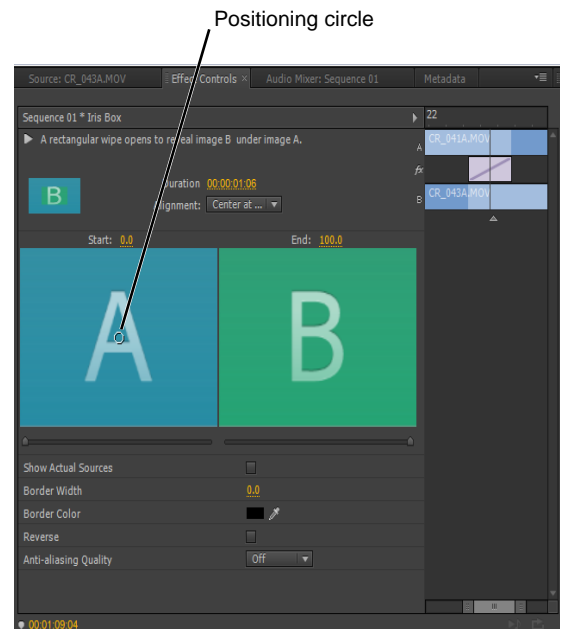 Positioning circle
Source: CR_043A.MOV
Effect Controls ×
Audio Mixer: Sequence 01
Metadata
Sequence 01 * Iris Box
22
A rectangular wipe opens to reveal image B under image A.
A
CR_041A.MOV
fx
B
CR_043A.MOV
B
Duration 00:00:01:06
Alignment: Center at ...
Start: 0.0
End: 100.0
A
B
Show Actual Sources
Border Width 0.0
Border Color
Reverse
Anti-aliasing Quality Off
00:01:09:04